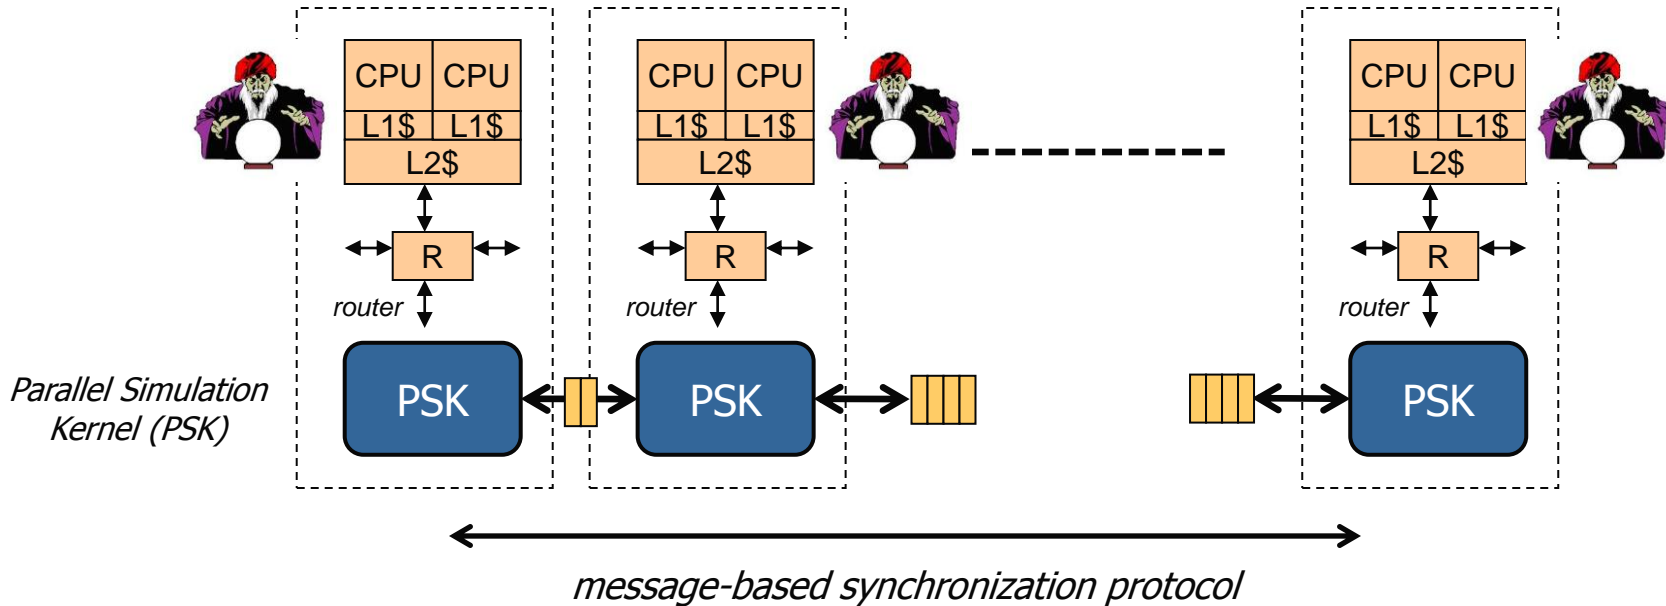 CPU CPU
L1$ L1$
L2$
R
router
PSK
CPU CPU
L1$ L1$
L2$
R
router
PSK
CPU CPU
L1$ L1$
L2$
R
router
PSK
Parallel Simulation
Kernel (PSK)
message-based synchronization protocol